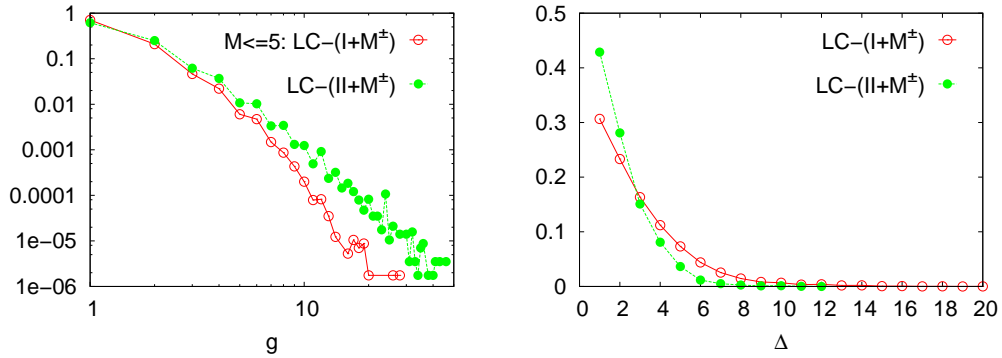 1
0.1
0.01
0.001
0.0001
1e-05
1e-06
1 10
g
M<=5: LC-(I+M±)
LC-(II+M±)
0.5
0.4
0.3
0.2
0.1
0
0 2 4 6 8 10 12 14 16 18 20
Δ
LC-(I+M±)
LC-(II+M±)